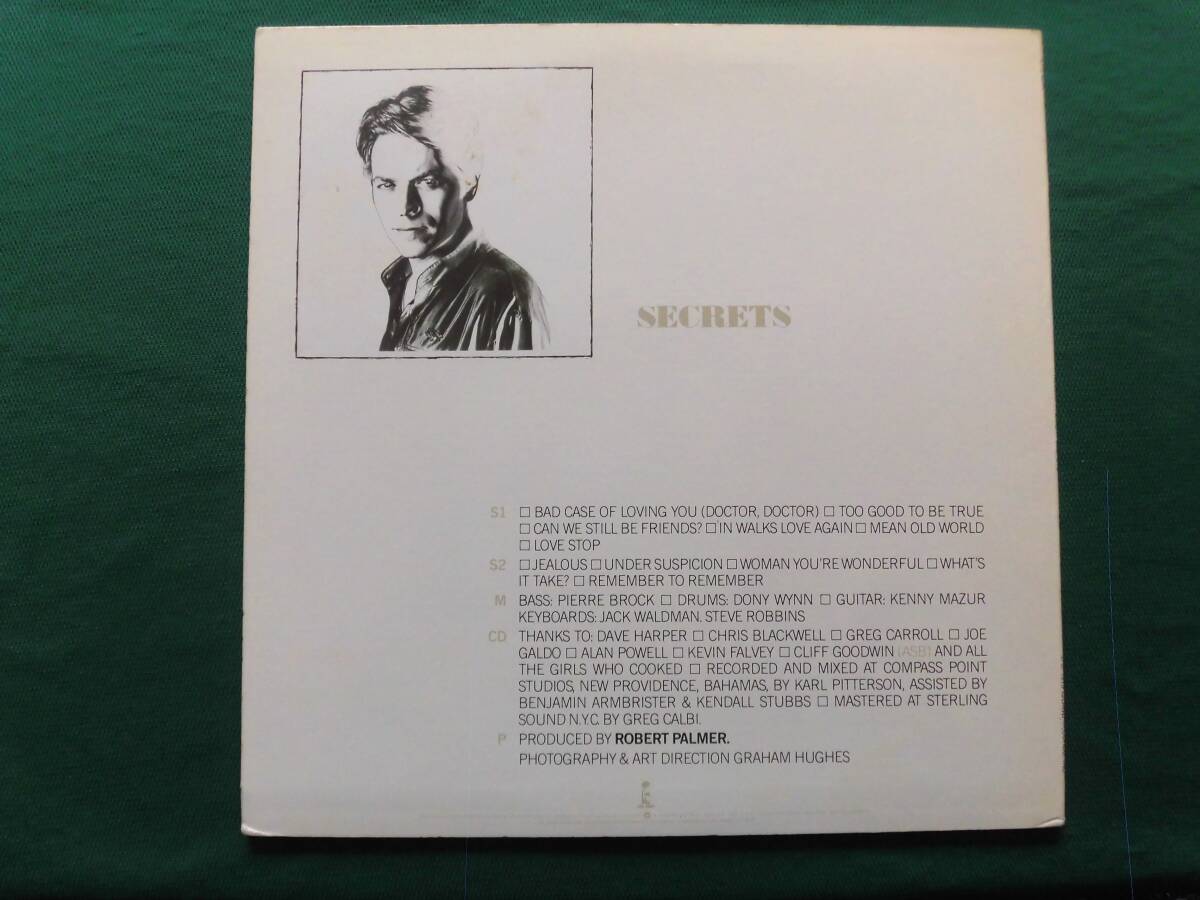 SECRETS
S1 □ BAD CASE OF LOVING YOU (DOCTOR, DOCTOR) □ TOO GOOD TO BE TRUE
□ CAN WE STILL BE FRIENDS? □ IN WALKS LOVE AGAIN □ MEAN OLD WORLD
□ LOVE STOP
S2 □ JEALOUS □ UNDER SUSPICION □ WOMAN YOU'RE WONDERFUL □ WHAT'S
IT TAKE? □ REMEMBER TO REMEMBER
M BASS: PIERRE BROCK □ DRUMS: DONY WYNN □ GUITAR: KENNY MAZUR
KEYBOARDS: JACK WALDMAN. STEVE ROBBINS
CD THANKS TO: DAVE HARPER □ CHRIS BLACKWELL □ GREG CARROLL □ JOE
GALDO □ ALAN POWELL □ KEVIN FALVEY □ CLIFF GOODWIN (ASB) AND ALL
THE GIRLS WHO COOKED □ RECORDED AND MIXED AT COMPASS POINT
STUDIOS, NEW PROVIDENCE, BAHAMAS, BY KARL PITTERSON, ASSISTED BY
BENJAMIN ARMBRISTER & KENDALL STUBBS □ MASTERED AT STERLING
SOUND N.Y.C. BY GREG CALBI.
P PRODUCED BY ROBERT PALMER.
PHOTOGRAPHY & ART DIRECTION GRAHAM HUGHES